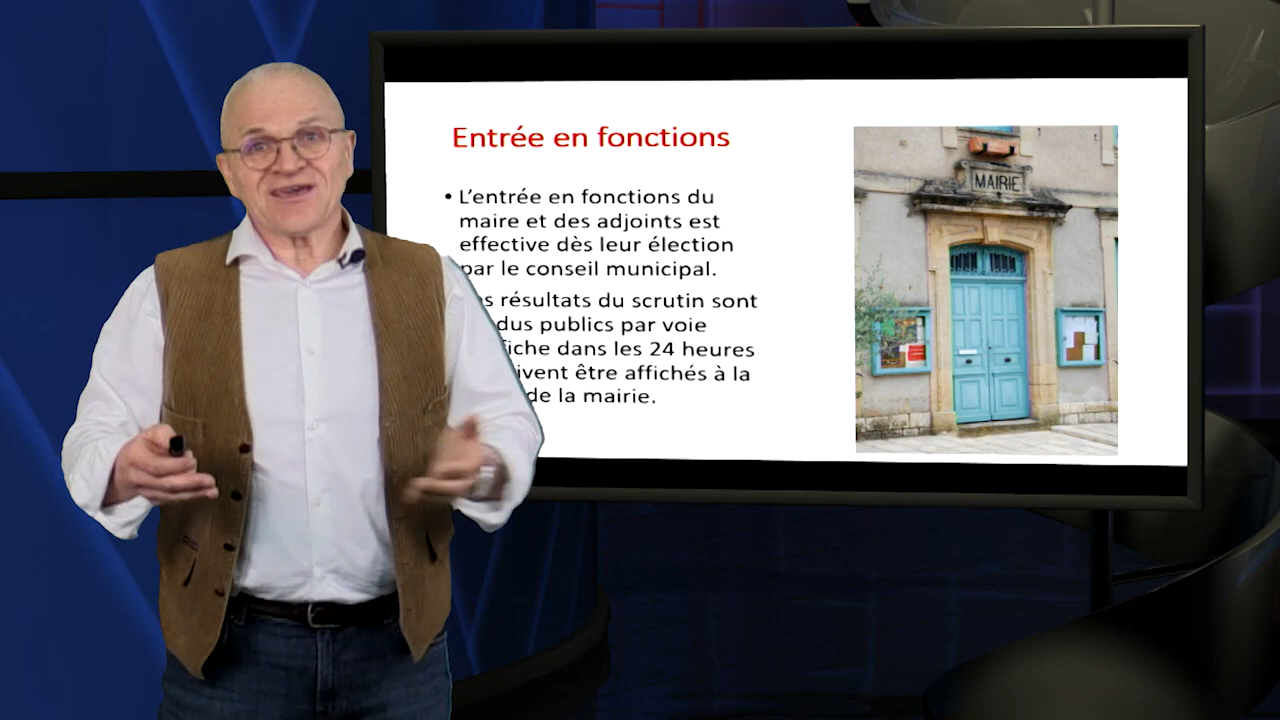 Entrée en fonctions
• L’entrée en fonctions du
maire et des adjoints est
effective dès leur élection
par le conseil municipal.
résultats du scrutin sont
publics par voie
dans les 24 heures
être affichés à la
de la mairie.
MAIRIE